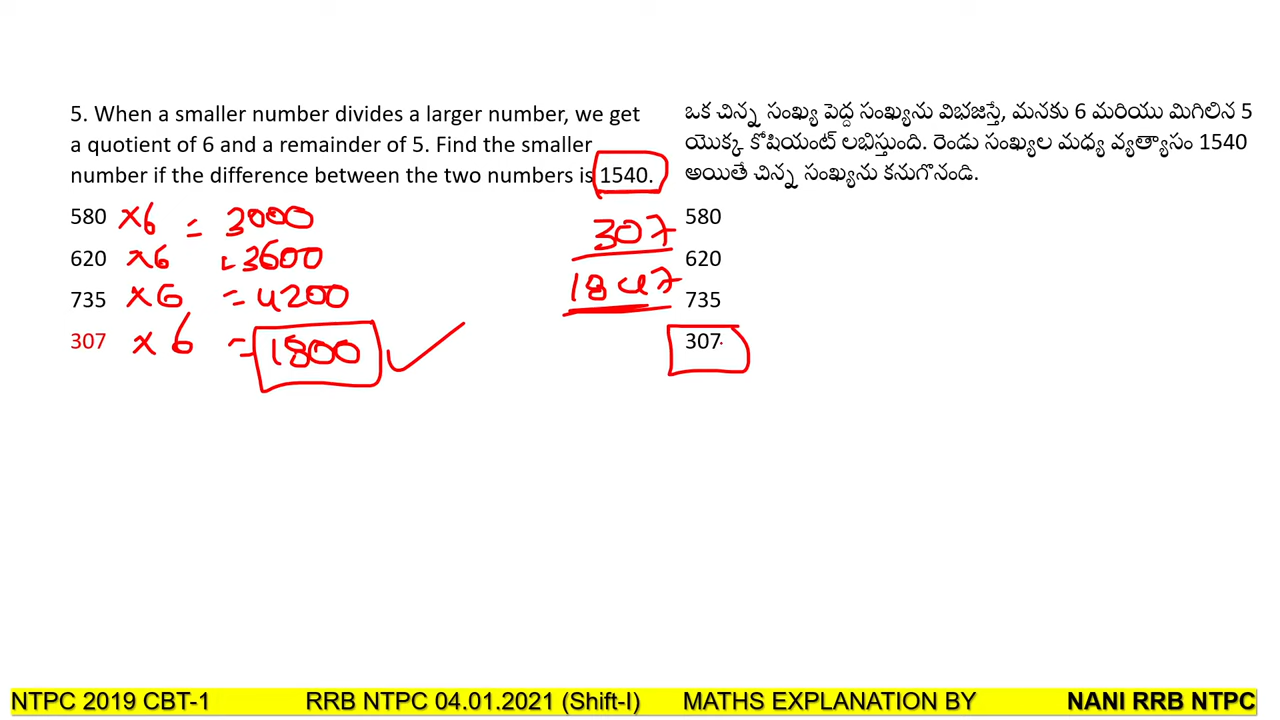 5. When a smaller number divides a larger number, we get
a quotient of 6 and a remainder of 5. Find the smaller
number if the difference between the two numbers is 1540.
580 ×6 = 3000
620 ×6 = 3600
735 ×6 = 4200
307 × 6 = 1800
307
1847
ఒక చిన్న సంఖ్య పెద్ద సంఖ్యను విభజిస్తే, మనకు 6 మరియు మిగిలిన 5
యొక్క కోషియంట్ లభిస్తుంది. రెండు సంఖ్యల మధ్య వ్యత్యాసం 1540
అయితే చిన్న సంఖ్యను కనుగొనండి.
580
620
735
307
NTPC 2019 CBT-1 RRB NTPC 04.01.2021 (Shift-I) MATHS EXPLANATION BY NANI RRB NTPC